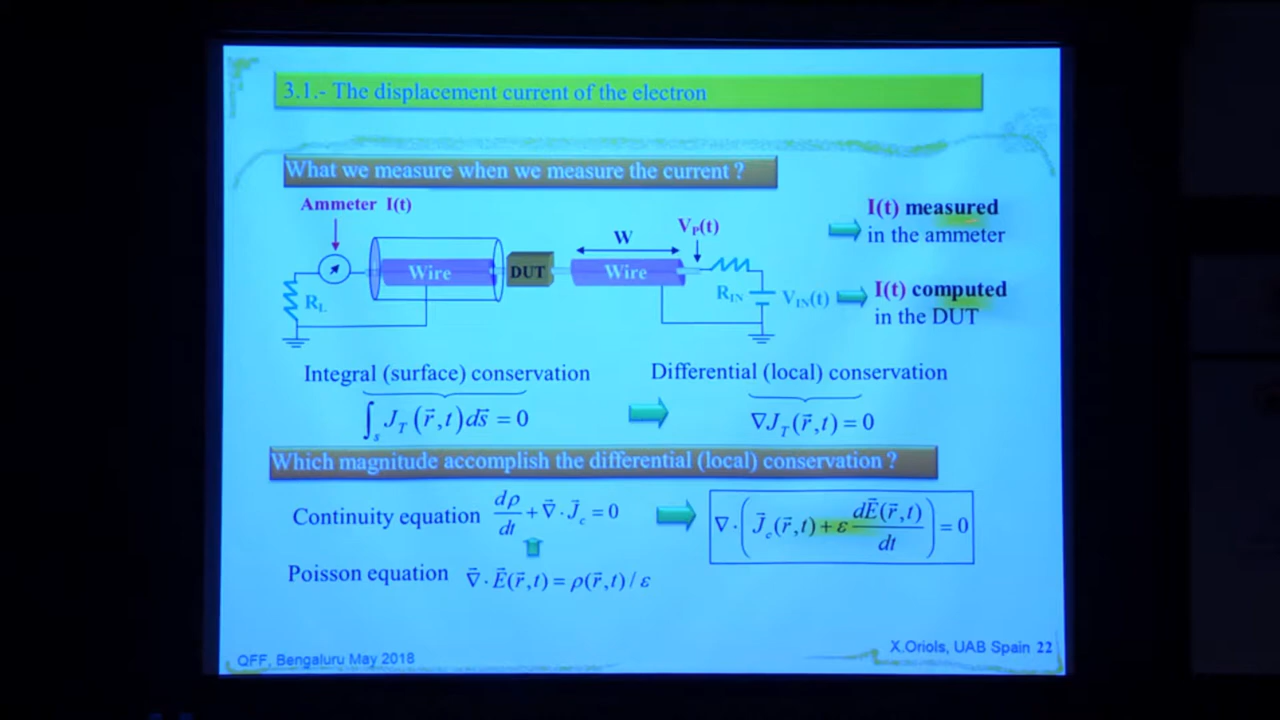 3.1.- The displacement current of the electron
What we measure when we measure the current ?
Ammeter I(t)
Wire
DUT
W
Wire
V_P(t)
R_L
R_IN
V_IN(t)
I(t) measured
in the ammeter
I(t) computed
in the DUT
Integral (surface) conservation
Differential (local) conservation
∫_s J_T (r⃗,t) ds⃗ = 0
∇J_T(r⃗,t) = 0
Which magnitude accomplish the differential (local) conservation ?
Continuity equation dρ/dt + ∇⃗ · J⃗_c = 0
∇ · ( J⃗_c(r⃗,t) + ε dE⃗(r⃗,t)/dt ) = 0
Poisson equation ∇⃗ · E⃗(r⃗,t) = ρ(r⃗,t) / ε
QFF, Bengaluru May 2018
X.Oriols, UAB Spain 22